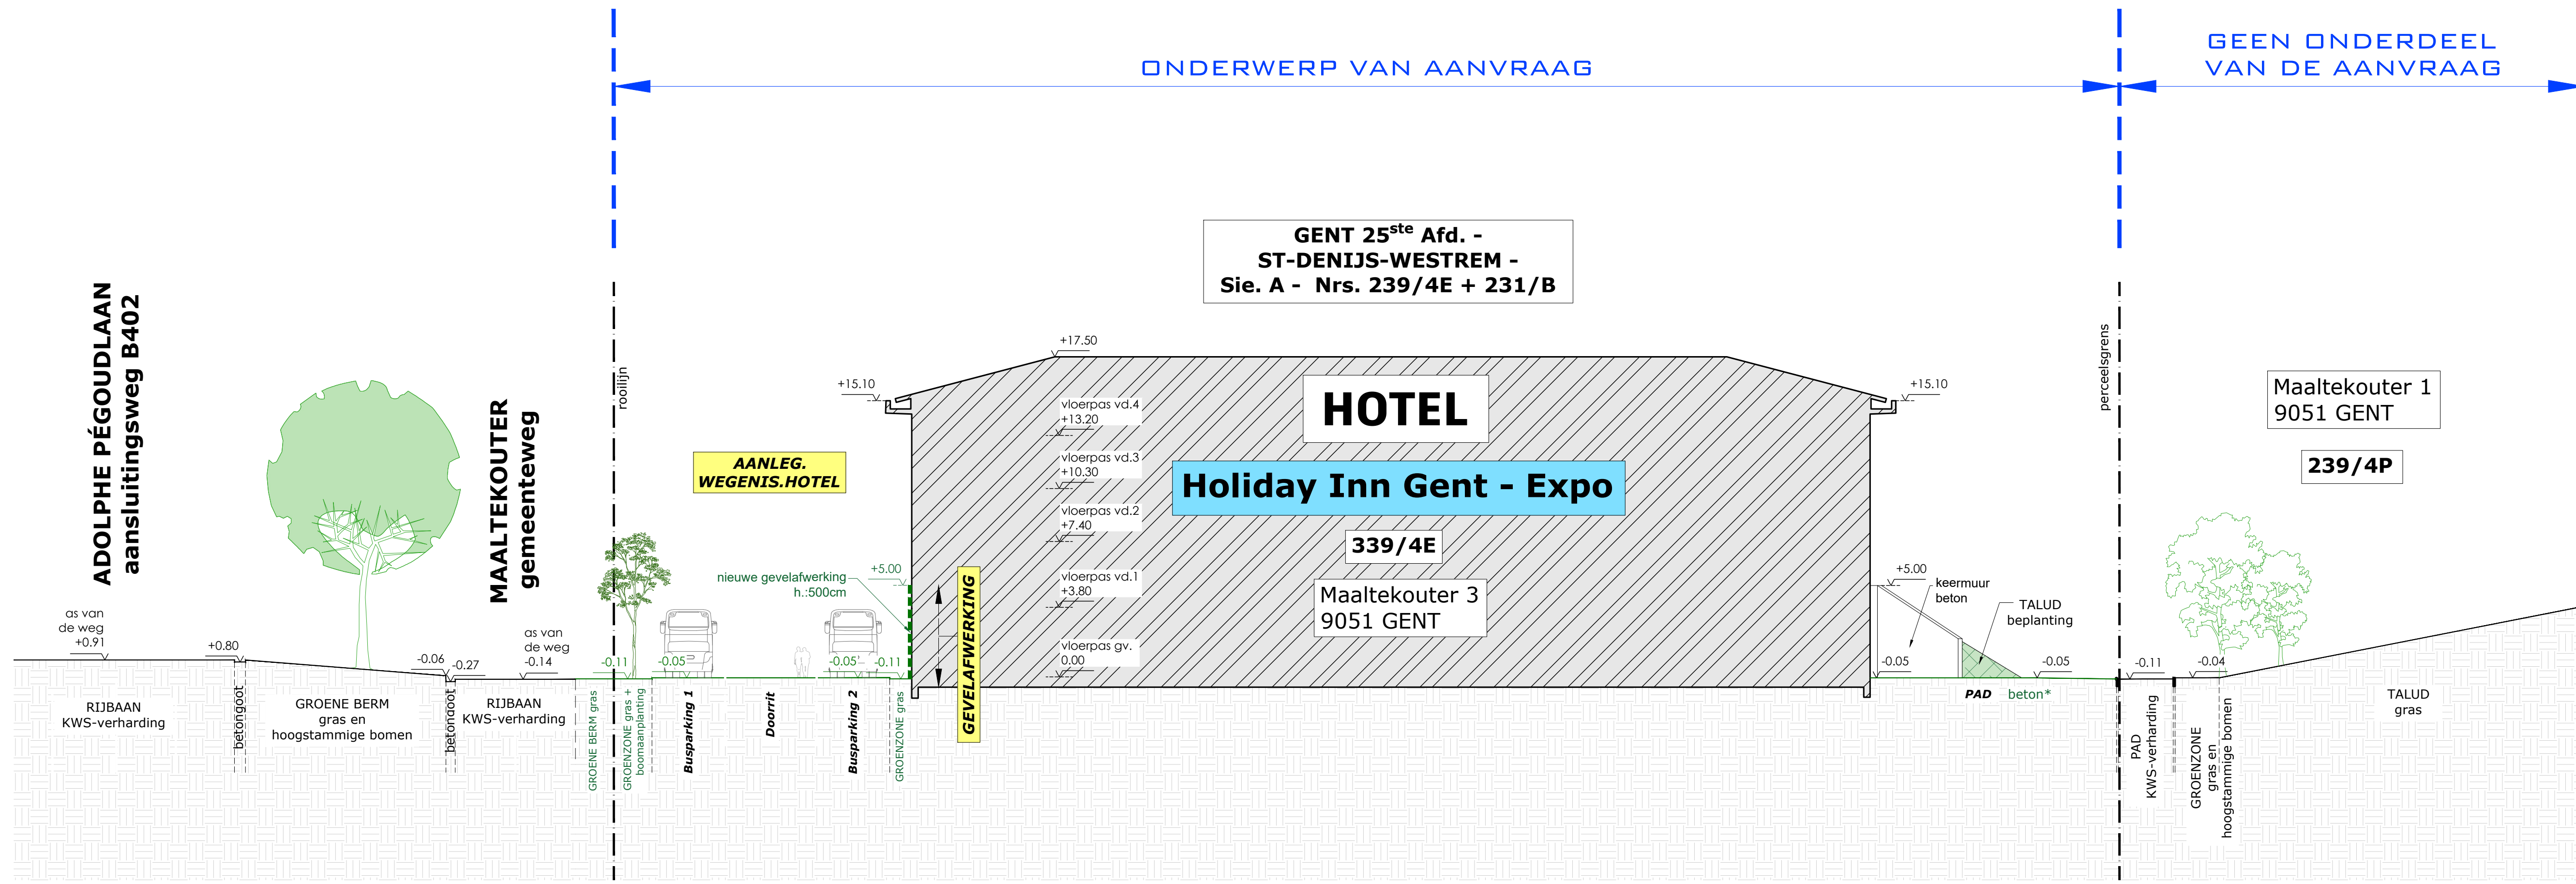 ONDERWERP VAN AANVRAAG
GEEN ONDERDEEL
VAN DE AANVRAAG
GENT 25ste Afd. -
ST-DENIJS-WESTREM -
Sie. A - Nrs. 239/4E + 231/B
ADOLPHE PÉGOUDLAAN
aansluitingsweg B402
MAALTEKOUTER
gemeenteweg
rooilijn
perceelsgrens
as van
de weg
+0.91
+0.80
-0.06
-0.27
as van
de weg
-0.14
-0.11
-0.05
-0.05
-0.11
AANLEG.
WEGENIS.HOTEL
nieuwe gevelafwerking
h.:500cm
+5.00
GEVELAFWERKING
+15.10
+17.50
vloerpas vd.4
+13.20
vloerpas vd.3
+10.30
vloerpas vd.2
+7.40
vloerpas vd.1
+3.80
vloerpas gv.
0.00
HOTEL
Holiday Inn Gent - Expo
339/4E
Maaltekouter 3
9051 GENT
+15.10
+5.00
keermuur
beton
TALUD
beplanting
-0.05
-0.05
-0.11
-0.04
Maaltekouter 1
9051 GENT
239/4P
RIJBAAN
KWS-verharding
betongoot
GROENE BERM
gras en
hoogstammige bomen
betongoot
RIJBAAN
KWS-verharding
GROENE BERM gras
GROENZONE gras +
boomaanplanting
Busparking 1
Doorrit
Busparking 2
GROENZONE gras
PAD beton*
PAD
KWS-verharding
GROENZONE
gras en
hoogstammige bomen
TALUD
gras